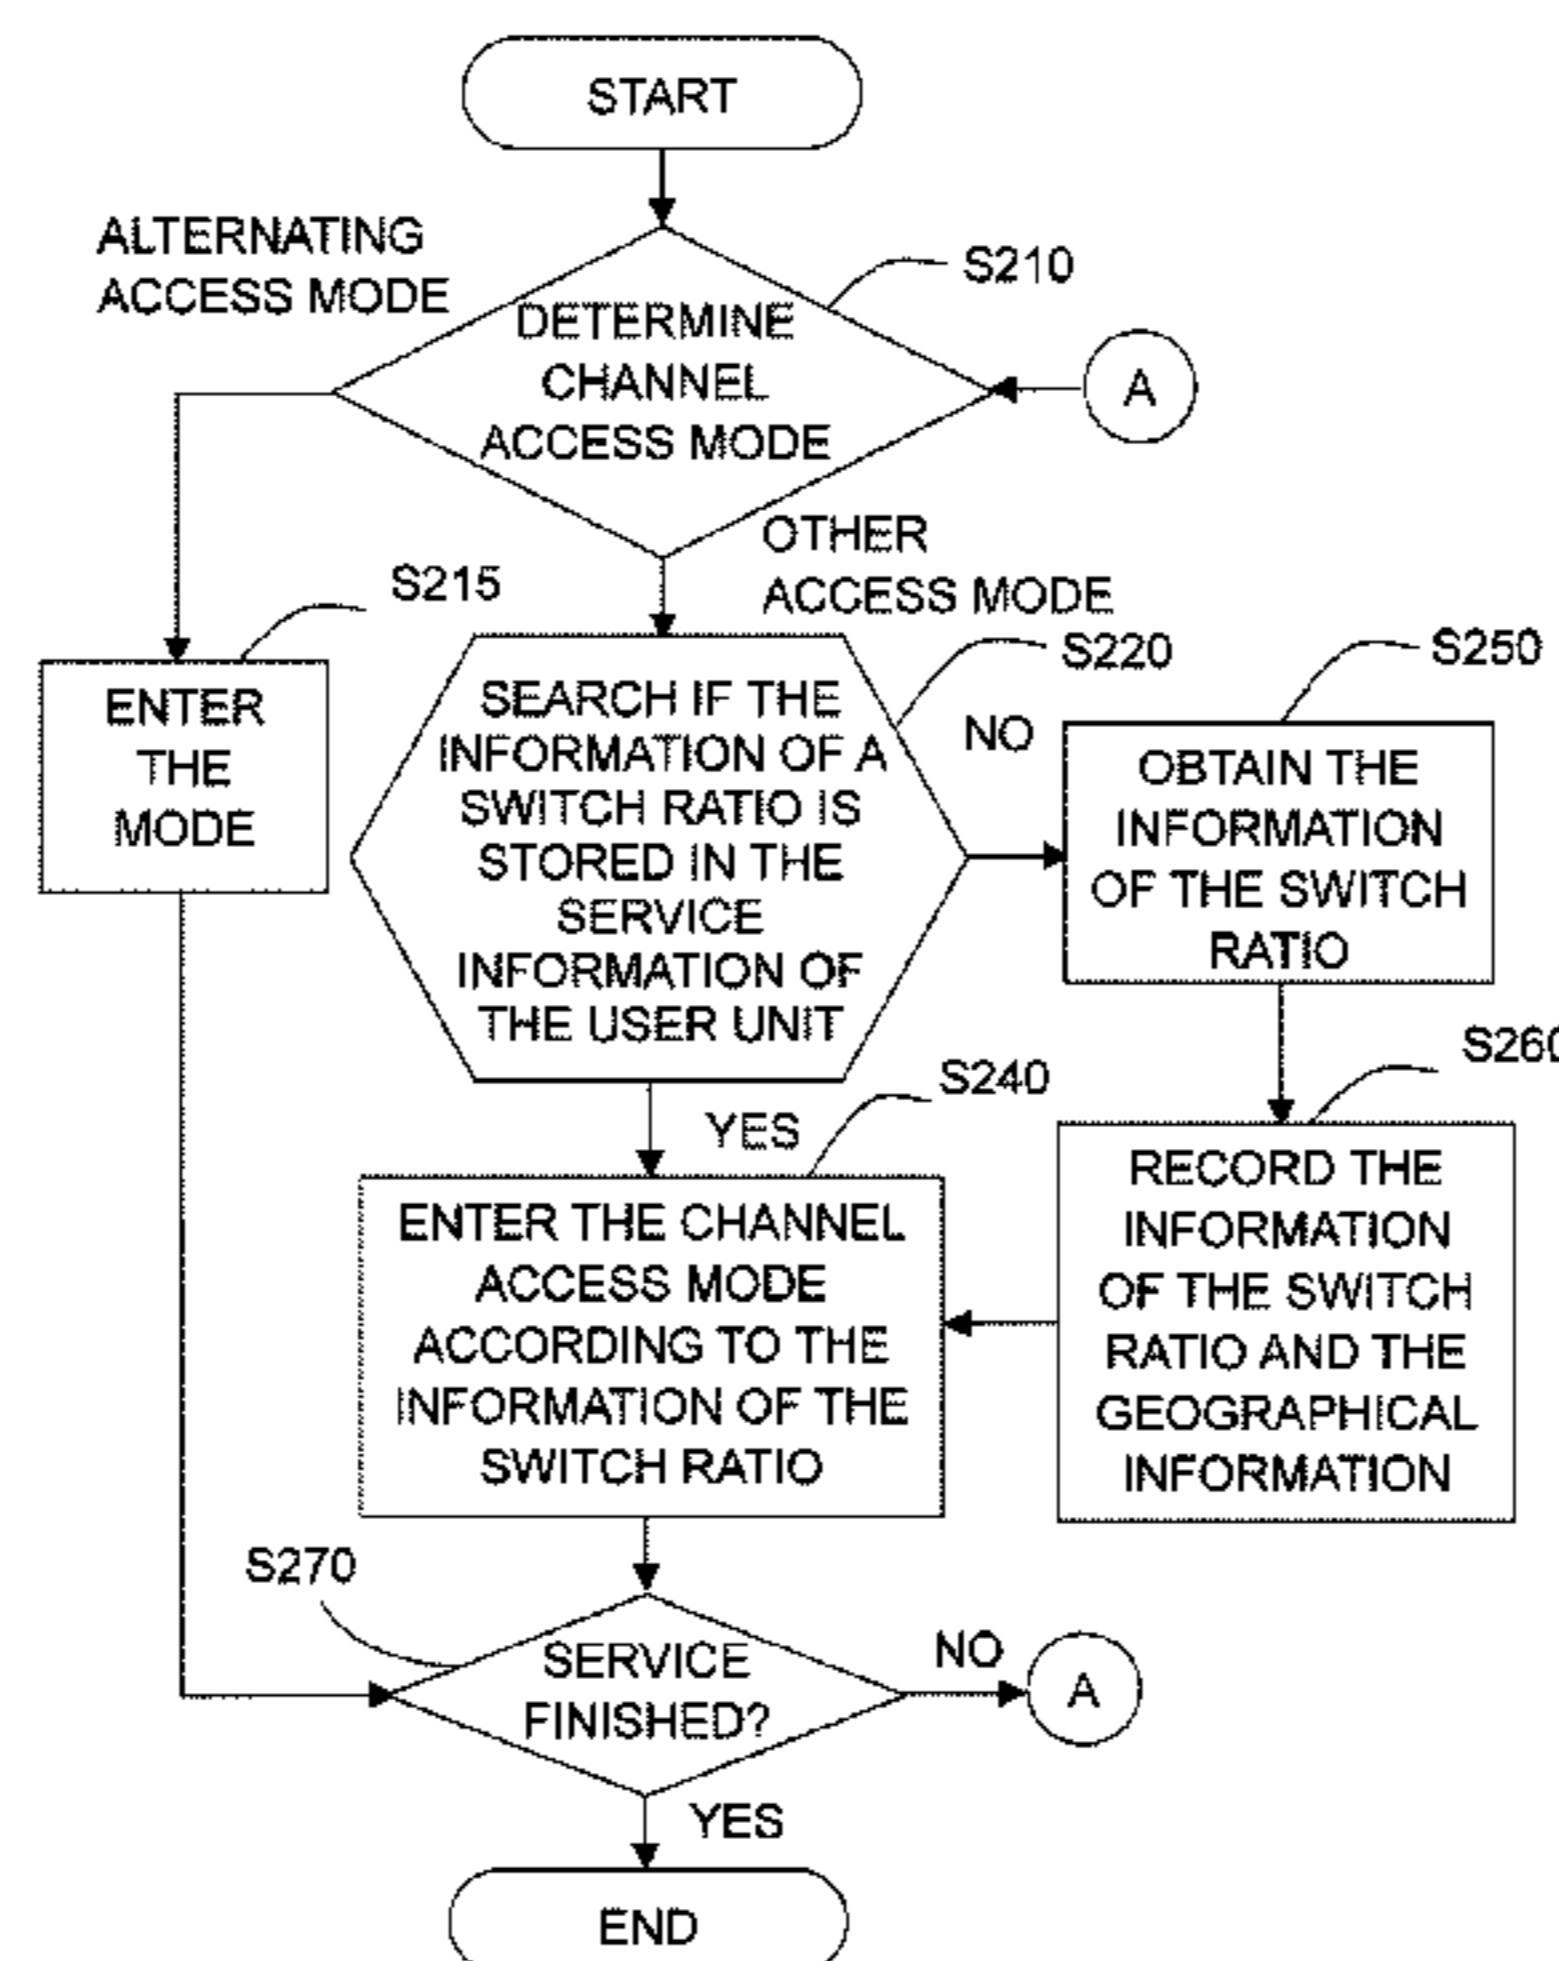 START
ALTERNATING
ACCESS MODE
S210
DETERMINE
CHANNEL
ACCESS MODE
A
OTHER
ACCESS MODE
S215
ENTER
THE
MODE
S220
SEARCH IF THE
INFORMATION OF A
SWITCH RATIO IS
STORED IN THE
SERVICE
INFORMATION OF
THE USER UNIT
NO
S250
OBTAIN THE
INFORMATION
OF THE SWITCH
RATIO
S260
RECORD THE
INFORMATION
OF THE SWITCH
RATIO AND THE
GEOGRAPHICAL
INFORMATION
YES
S240
ENTER THE CHANNEL
ACCESS MODE
ACCORDING TO THE
INFORMATION OF THE
SWITCH RATIO
S270
SERVICE
FINISHED?
NO
A
YES
END